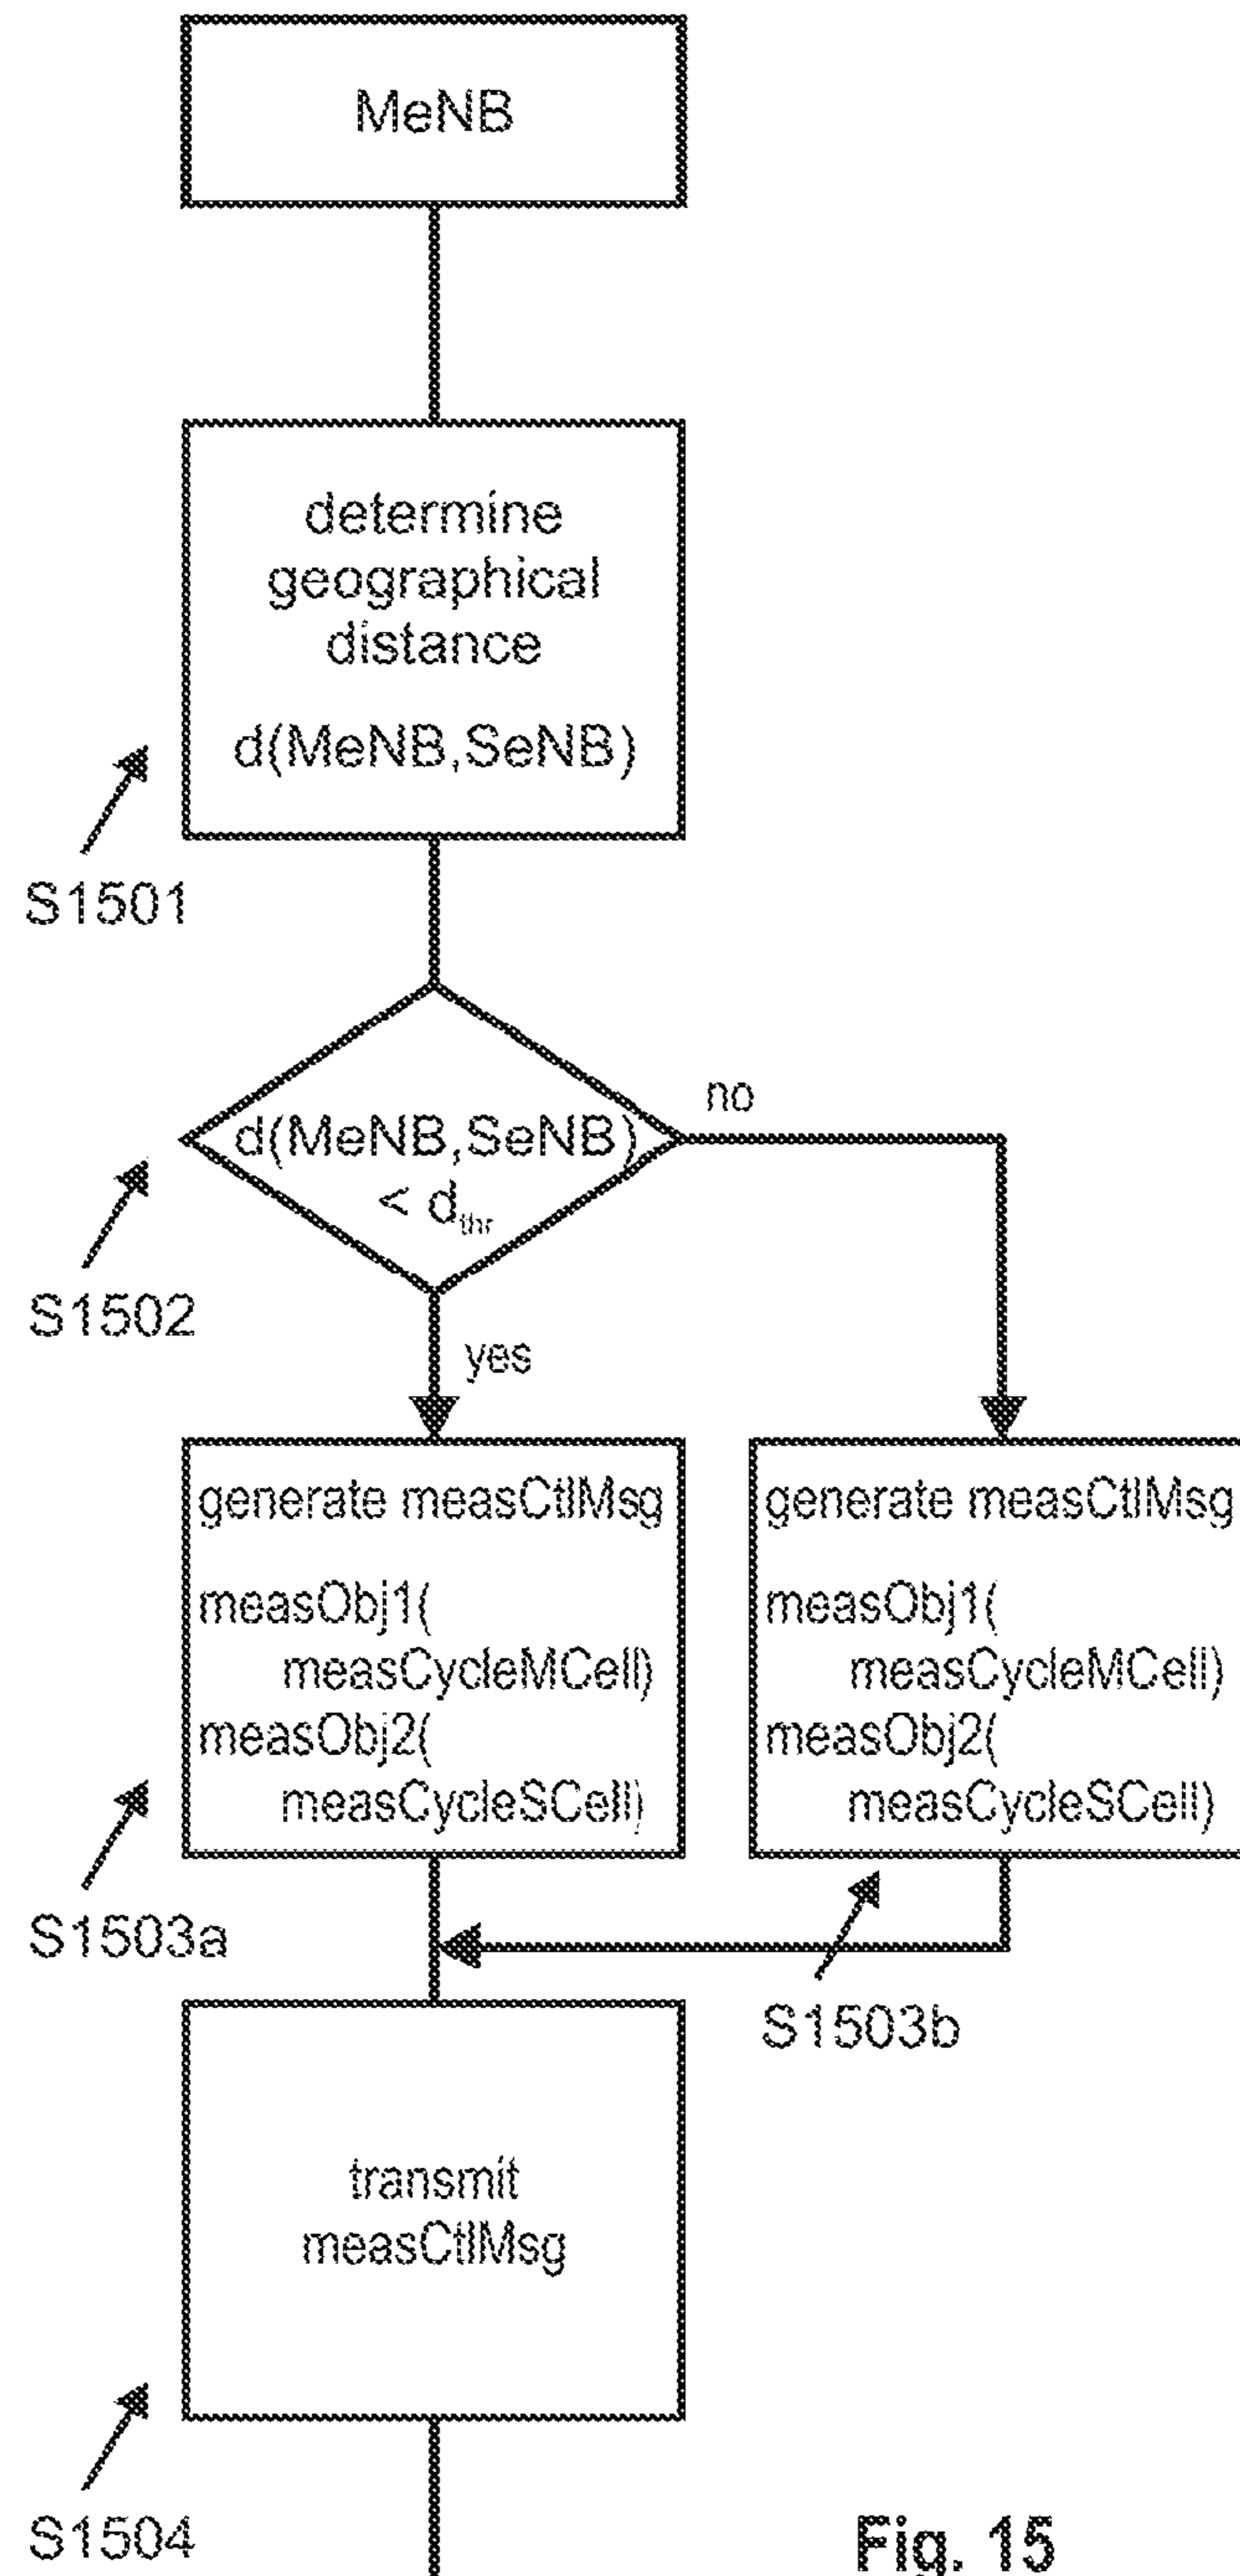 MeNB
determine
geographical
distance
d(MeNB,SeNB)
S1501
d(MeNB,SeNB)
< dthr
no
S1502
yes
generate measCtlMsg
measObj1(
measCycleMCell)
measObj2(
measCycleSCell)
generate measCtlMsg
measObj1(
measCycleMCell)
measObj2(
measCycleSCell)
S1503a
S1503b
transmit
measCtlMsg
S1504
Fig. 15